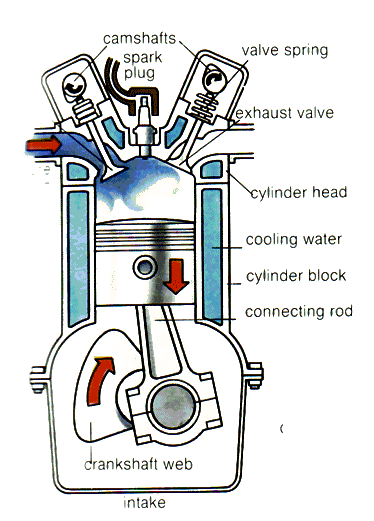 camshafts
spark
plug
valve spring
exhaust valve
cylinder head
cooling water
cylinder block
connecting rod
crankshaft web
intake